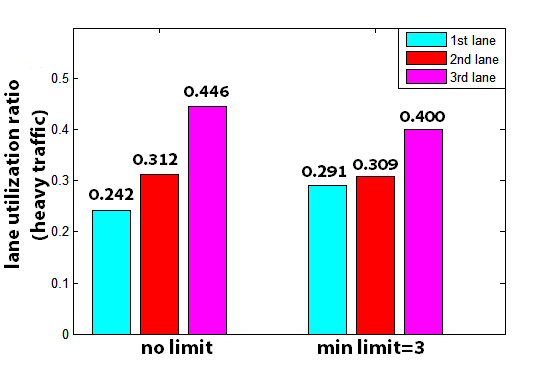 1st lane
2nd lane
3rd lane
lane utilization ratio
(heavy traffic)
0.5
0.4
0.3
0.2
0.1
0
0.242
0.312
0.446
0.291
0.309
0.400
no limit
min limit=3